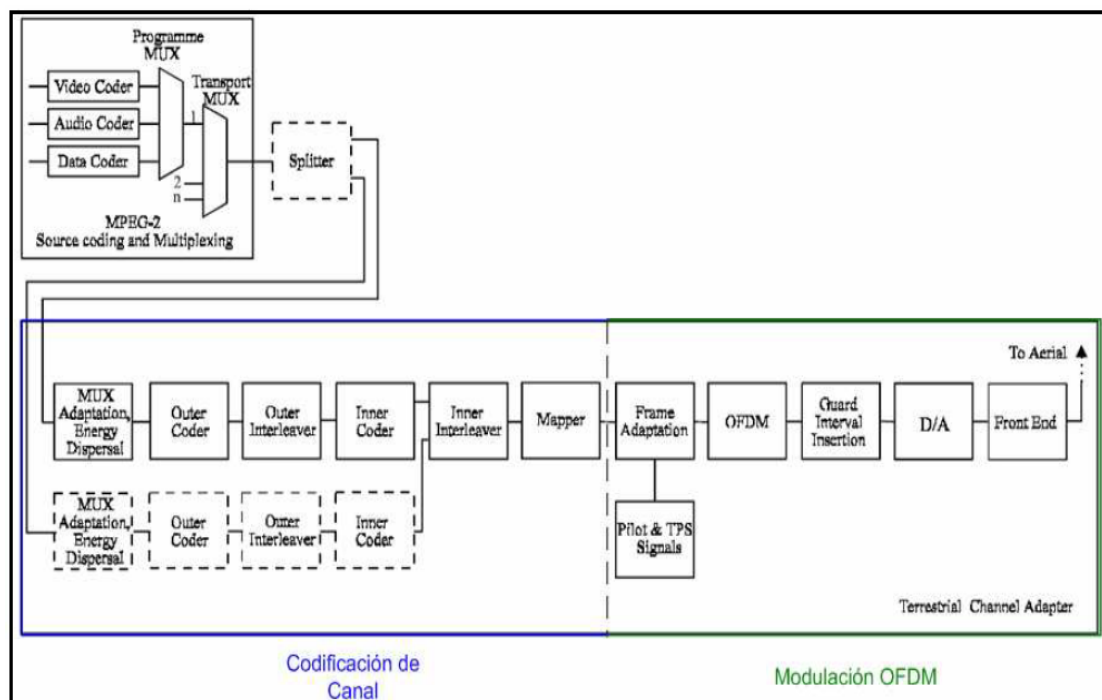 Programme
MUX
Video Coder
Transport
MUX
Audio Coder
1
Data Coder
Splitter
2
n
MPEG-2
Source coding and Multiplexing
To Aerial
MUX
Adaptation,
Energy
Dispersal
Outer
Coder
Outer
Interleaver
Inner
Coder
Inner
Interleaver
Mapper
Frame
Adaptation
OFDM
Guard
Interval
Insertion
D/A
Front End
MUX
Adaptation,
Energy
Dispersal
Outer
Coder
Outer
Interleaver
Inner
Coder
Pilot & TPS
Signals
Terrestrial Channel Adapter
Codificación de
Canal
Modulación OFDM